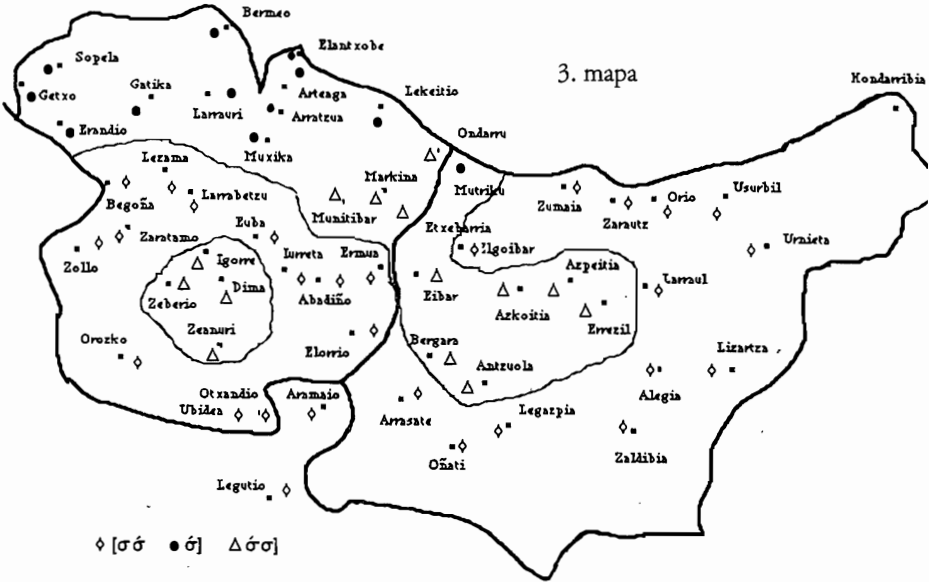 Bermeo
Elantxobe
Sopela
3. mapa
Hondarribia
Gatika
Getxo
Arteaga
Lekeitio
Larrauri
Arratzua
Erandio
Ondarru
Muxika
Lezama
Markina
Mutriku
Usurbil
Larrabetzu
Orio
Begoña
Munitibar
Zumaia
Zarautz
Euba
Etxebarria
Zaratamo
Urnieta
Iurreta
Ermua
Elgoibar
Zollo
Igorre
Azpeitia
Dima
Larraul
Zeberio
Abadiño
Eibar
Azkoitia
Errezil
Zeanuri
Orozko
Elorrio
Bergara
Lizartza
Antzuola
Otxandio
Aramaio
Alegia
Ubidea
Arrasate
Legazpia
Zaldibia
Oñati
Legutio
◊ [σσ́ ● σ́] △ σ́σ]